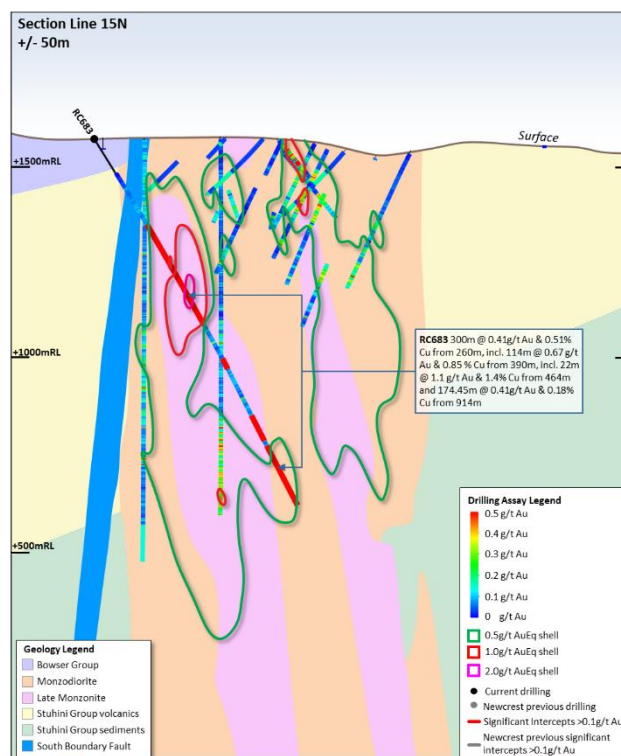 Section Line 15N
+/- 50m
RC683
Surface
+1500mRL
+1000mRL
+500mRL
RC683 300m @ 0.41g/t Au & 0.51%
Cu from 260m, incl. 114m @ 0.67 g/t
Au & 0.85 % Cu from 390m, incl. 22m
@ 1.1 g/t Au & 1.4% Cu from 464m
and 174.45m @ 0.41g/t Au & 0.18%
Cu from 914m
Geology Legend
Bowser Group
Monzodiorite
Late Monzonite
Stuhini Group volcanics
Stuhini Group sediments
South Boundary Fault
Drilling Assay Legend
0.5 g/t Au
0.4 g/t Au
0.3 g/t Au
0.2 g/t Au
0.1 g/t Au
0 g/t Au
0.5g/t AuEq shell
1.0g/t AuEq shell
2.0g/t AuEq shell
Current drilling
Newcrest previous drilling
Significant Intercepts >0.1g/t Au
Newcrest previous significant
intercepts >0.1g/t Au